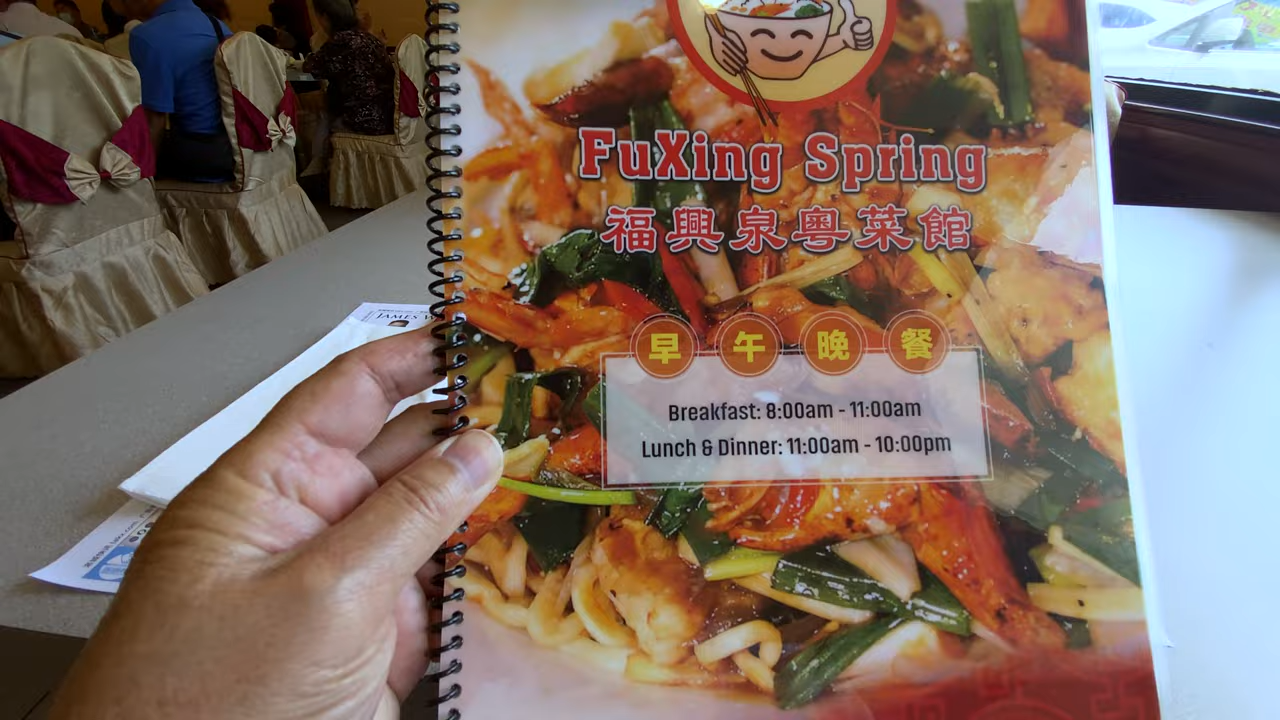 FuXing Spring
福興泉粵菜館
早午晚餐
Breakfast: 8:00am - 11:00am
Lunch & Dinner: 11:00am - 10:00pm
JAMES W